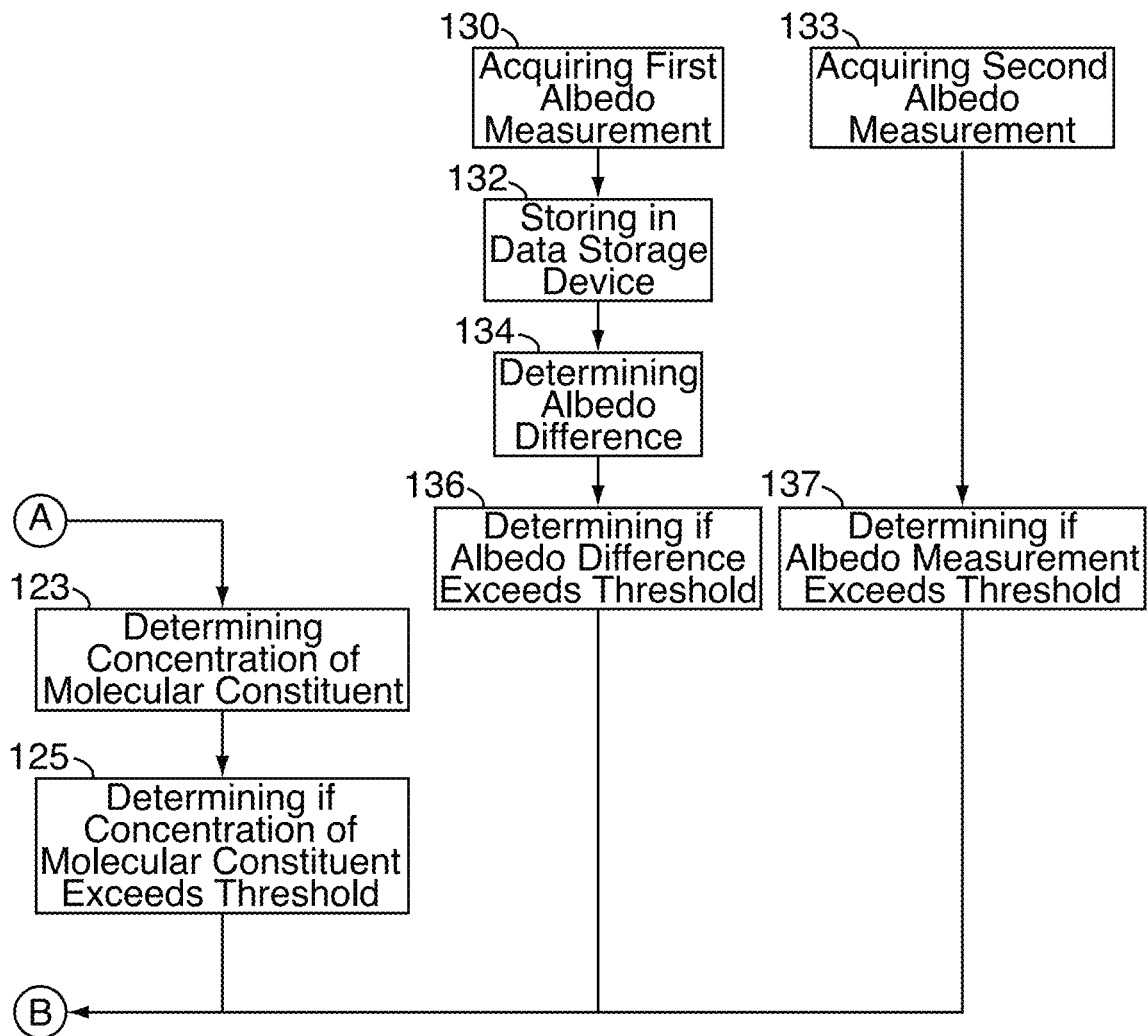 130
Acquiring First
Albedo
Measurement
133
Acquiring Second
Albedo
Measurement
132
Storing in
Data Storage
Device
134
Determining
Albedo
Difference
136
Determining if
Albedo Difference
Exceeds Threshold
137
Determining if
Albedo Measurement
Exceeds Threshold
A
123
Determining
Concentration of
Molecular Constituent
125
Determining if
Concentration of
Molecular Constituent
Exceeds Threshold
B